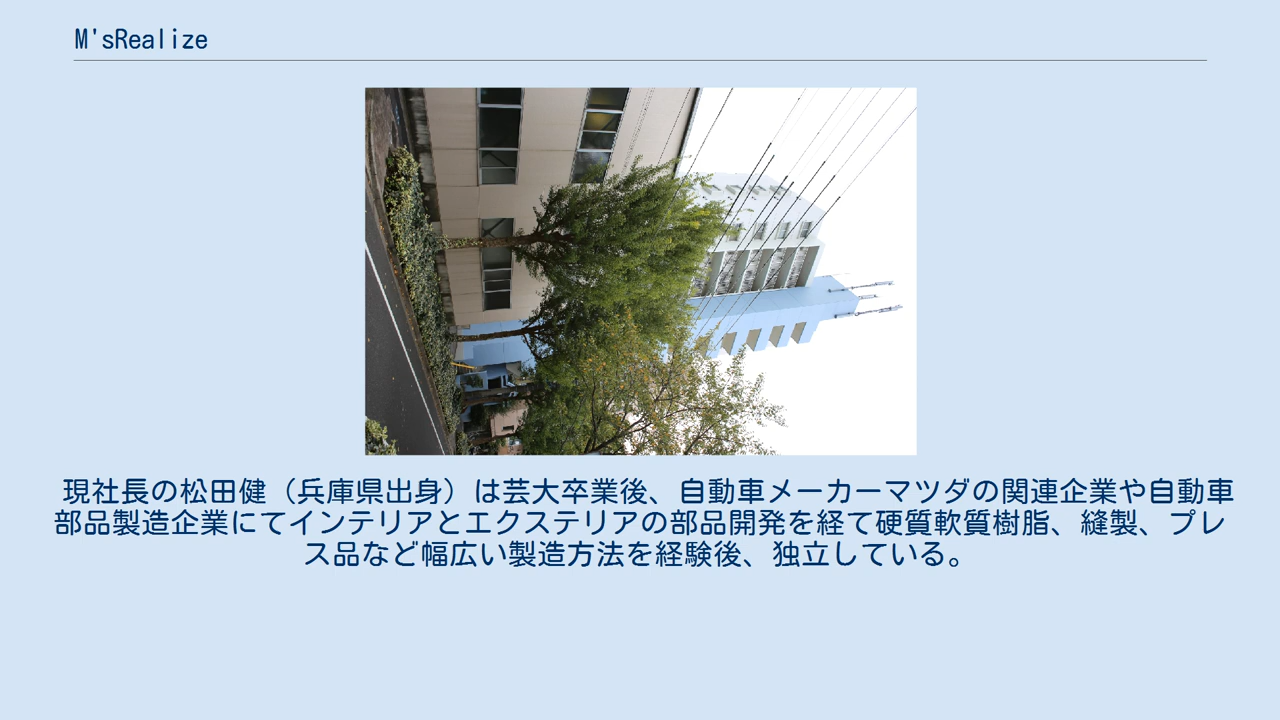 M'sRealize
現社長の松田健（兵庫県出身）は芸大卒業後、自動車メーカーマツダの関連企業や自動車
部品製造企業にてインテリアとエクステリアの部品開発を経て硬質軟質樹脂、縫製、プレ
ス品など幅広い製造方法を経験後、独立している。